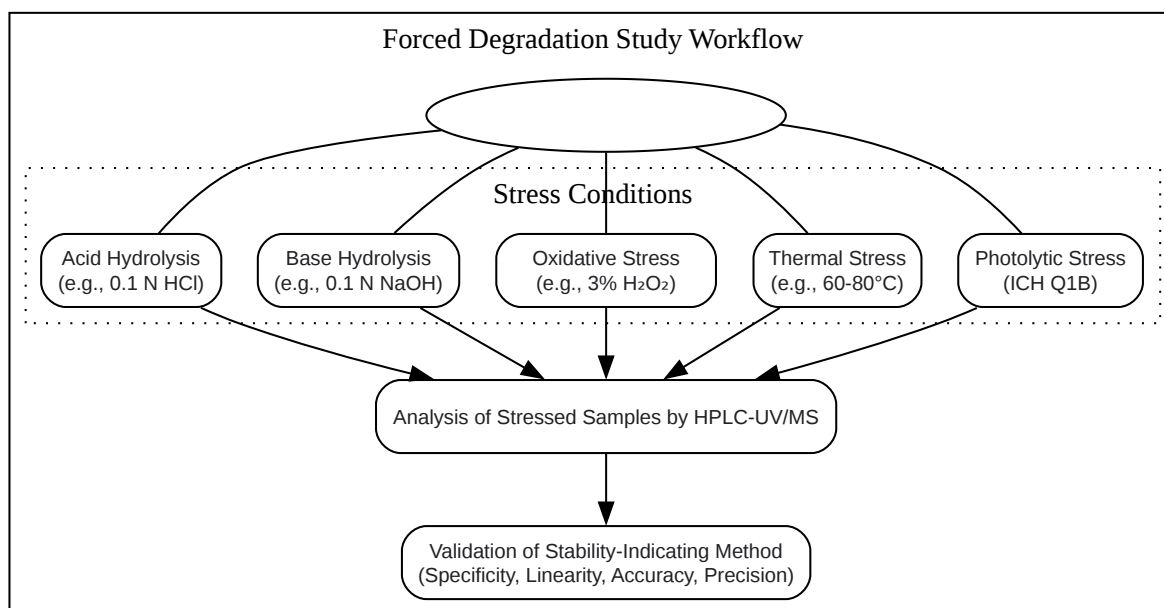 Forced Degradation Study Workflow
Stress Conditions
Acid Hydrolysis
(e.g., 0.1 N HCl)
Base Hydrolysis
(e.g., 0.1 N NaOH)
Oxidative Stress
(e.g., 3% H₂O₂)
Thermal Stress
(e.g., 60-80°C)
Photolytic Stress
(ICH Q1B)
Analysis of Stressed Samples by HPLC-UV/MS
Validation of Stability-Indicating Method
(Specificity, Linearity, Accuracy, Precision)